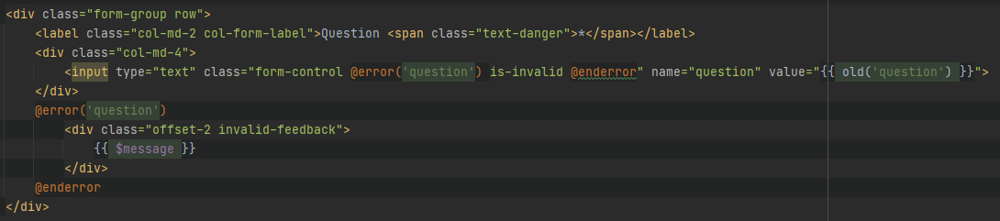 <div class="form-group row">
    <label class="col-md-2 col-form-label">Question <span class="text-danger">*</span></label>
    <div class="col-md-4">
        <input type="text" class="form-control @error('question') is-invalid @enderror" name="question" value="{{ old('question') }}">
    </div>
    @error('question')
        <div class="offset-2 invalid-feedback">
            {{ $message }}
        </div>
    @enderror
</div>